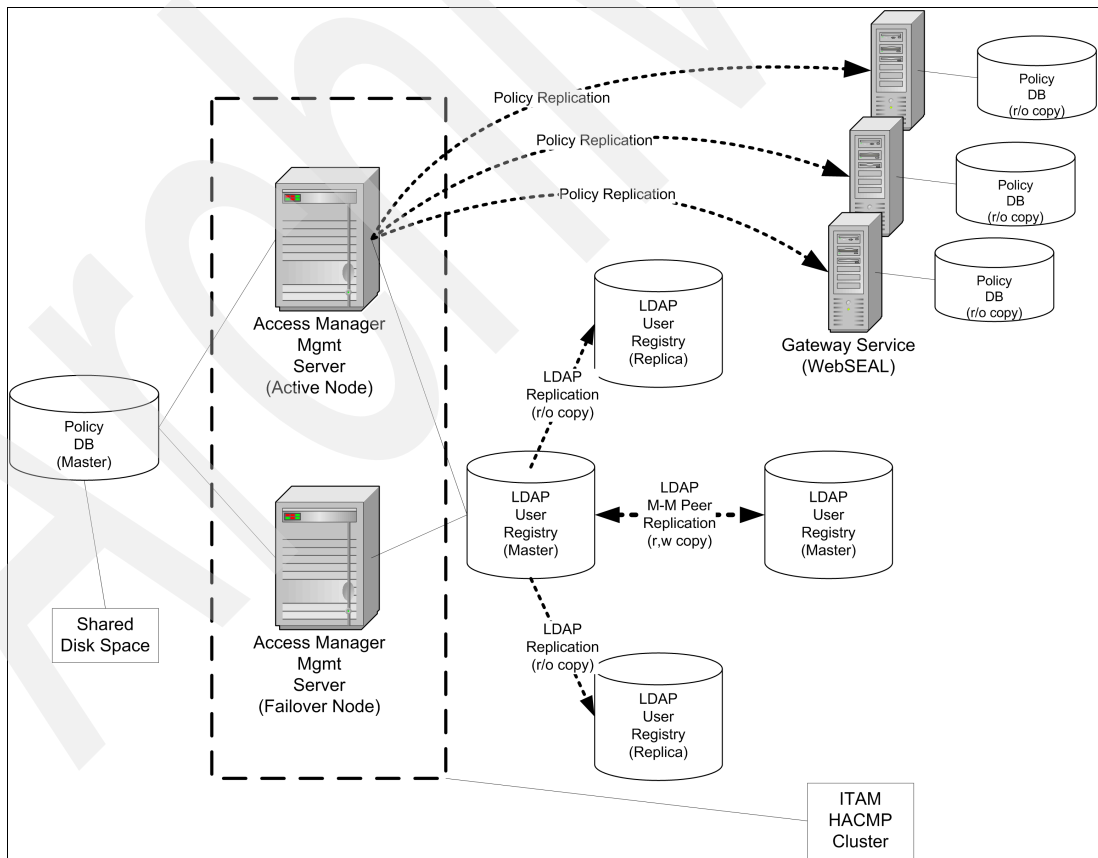 Policy
DB
(r/o copy)
Policy Replication
Policy Replication
Policy
DB
(r/o copy)
Policy Replication
Policy
DB
(r/o copy)
Access Manager
Mgmt
Server
(Active Node)
LDAP
User
Registry
(Replica)
Gateway Service
(WebSEAL)
LDAP
Replication
(r/o copy)
Policy
DB
(Master)
LDAP
User
Registry
(Master)
LDAP
M-M Peer
Replication
(r,w copy)
LDAP
User
Registry
(Master)
Shared
Disk Space
Access Manager
Mgmt
Server
(Failover Node)
LDAP
Replication
(r/o copy)
LDAP
User
Registry
(Replica)
ITAM
HACMP
Cluster